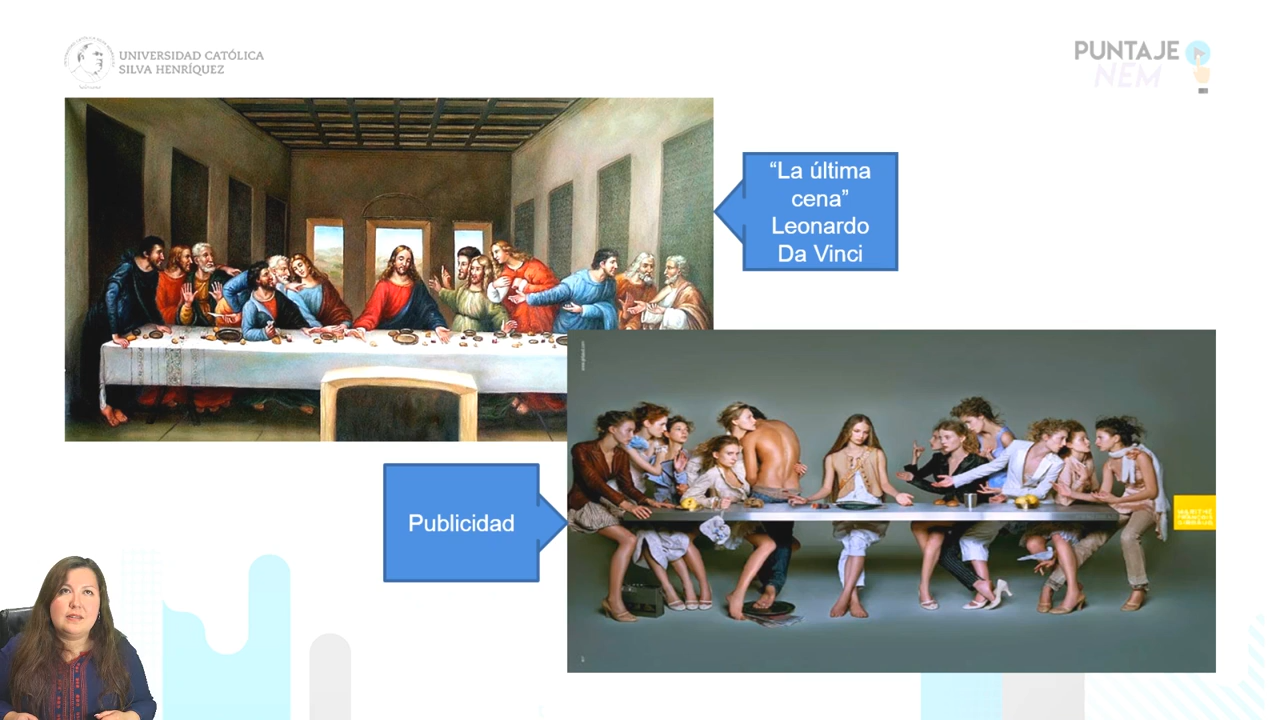 UNIVERSIDAD CATÓLICA
SILVA HENRÍQUEZ
PUNTAJE
NEM
“La última
cena”
Leonardo
Da Vinci
Publicidad